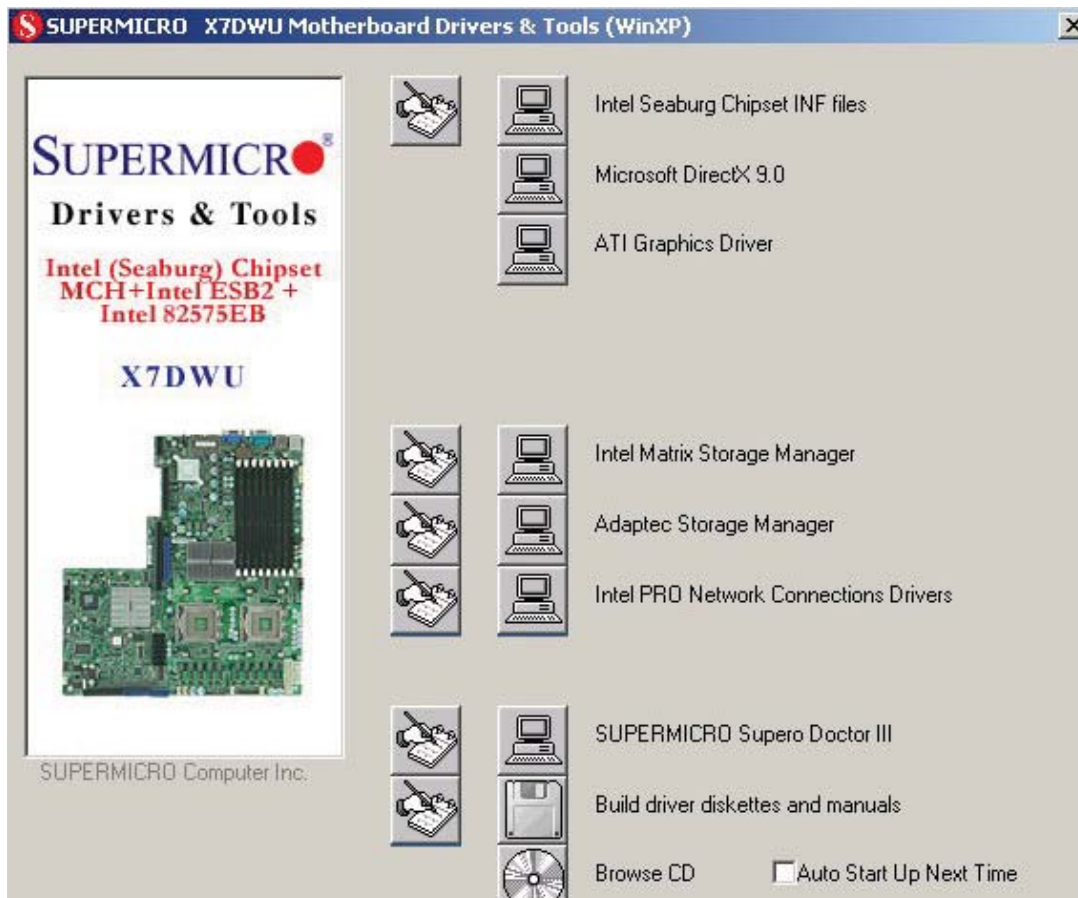 SUPERMICRO X7DWU Motherboard Drivers & Tools (WinXP)
SUPERMICRO®
Drivers & Tools
Intel (Seaburg) Chipset
MCH+Intel ESB2 +
Intel 82575EB
X7DWU
SUPERMICRO Computer Inc.
Intel Seaburg Chipset INF files
Microsoft DirectX 9.0
ATI Graphics Driver
Intel Matrix Storage Manager
Adaptec Storage Manager
Intel PRO Network Connections Drivers
SUPERMICRO Supero Doctor III
Build driver diskettes and manuals
Browse CD
Auto Start Up Next Time